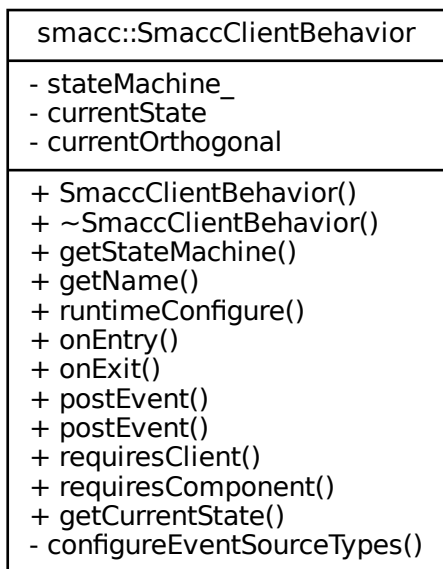 smacc::SmaccClientBehavior
- stateMachine_
- currentState
- currentOrthogonal
+ SmaccClientBehavior()
+ ~SmaccClientBehavior()
+ getStateMachine()
+ getName()
+ runtimeConfigure()
+ onEntry()
+ onExit()
+ postEvent()
+ postEvent()
+ requiresClient()
+ requiresComponent()
+ getCurrentState()
- configureEventSourceTypes()